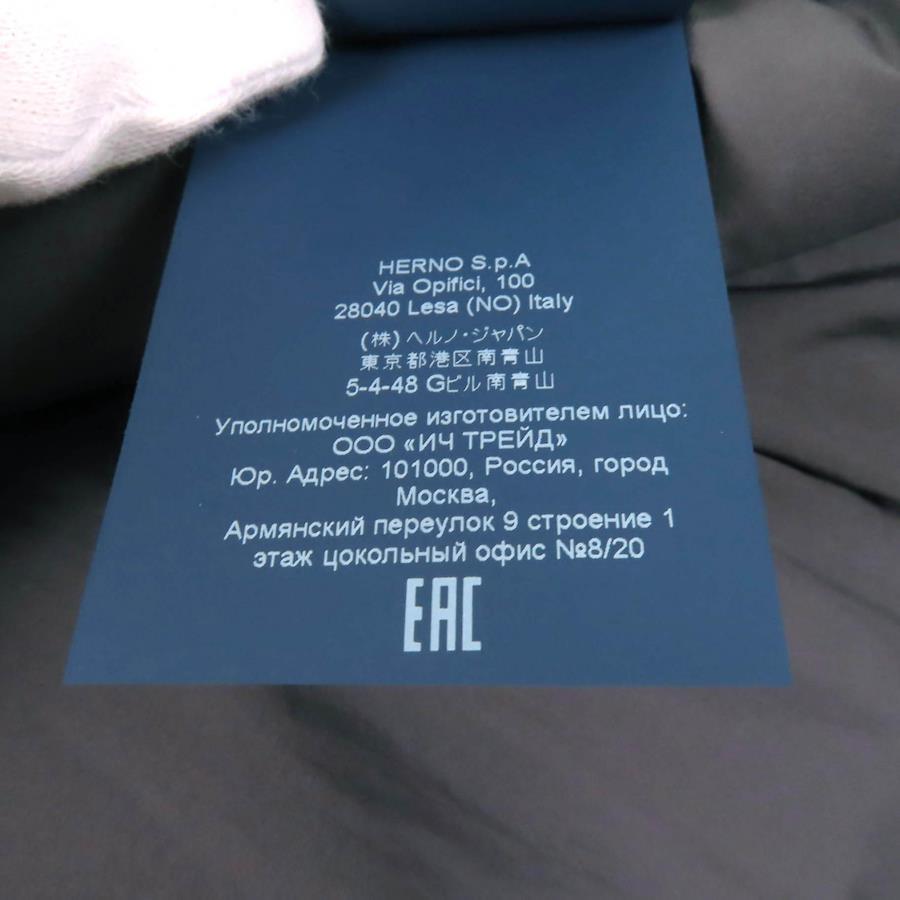 HERNO S.p.A
Via Opifici, 100
28040 Lesa (NO) Italy
(株)ヘルノ・ジャパン
東京都港区南青山
5-4-48 Gビル南青山
Уполномоченное изготовителем лицо:
ООО «ИЧ ТРЕЙД»
Юр. Адрес: 101000, Россия, город
Москва,
Армянский переулок 9 строение 1
этаж цокольный офис №8/20
EAC